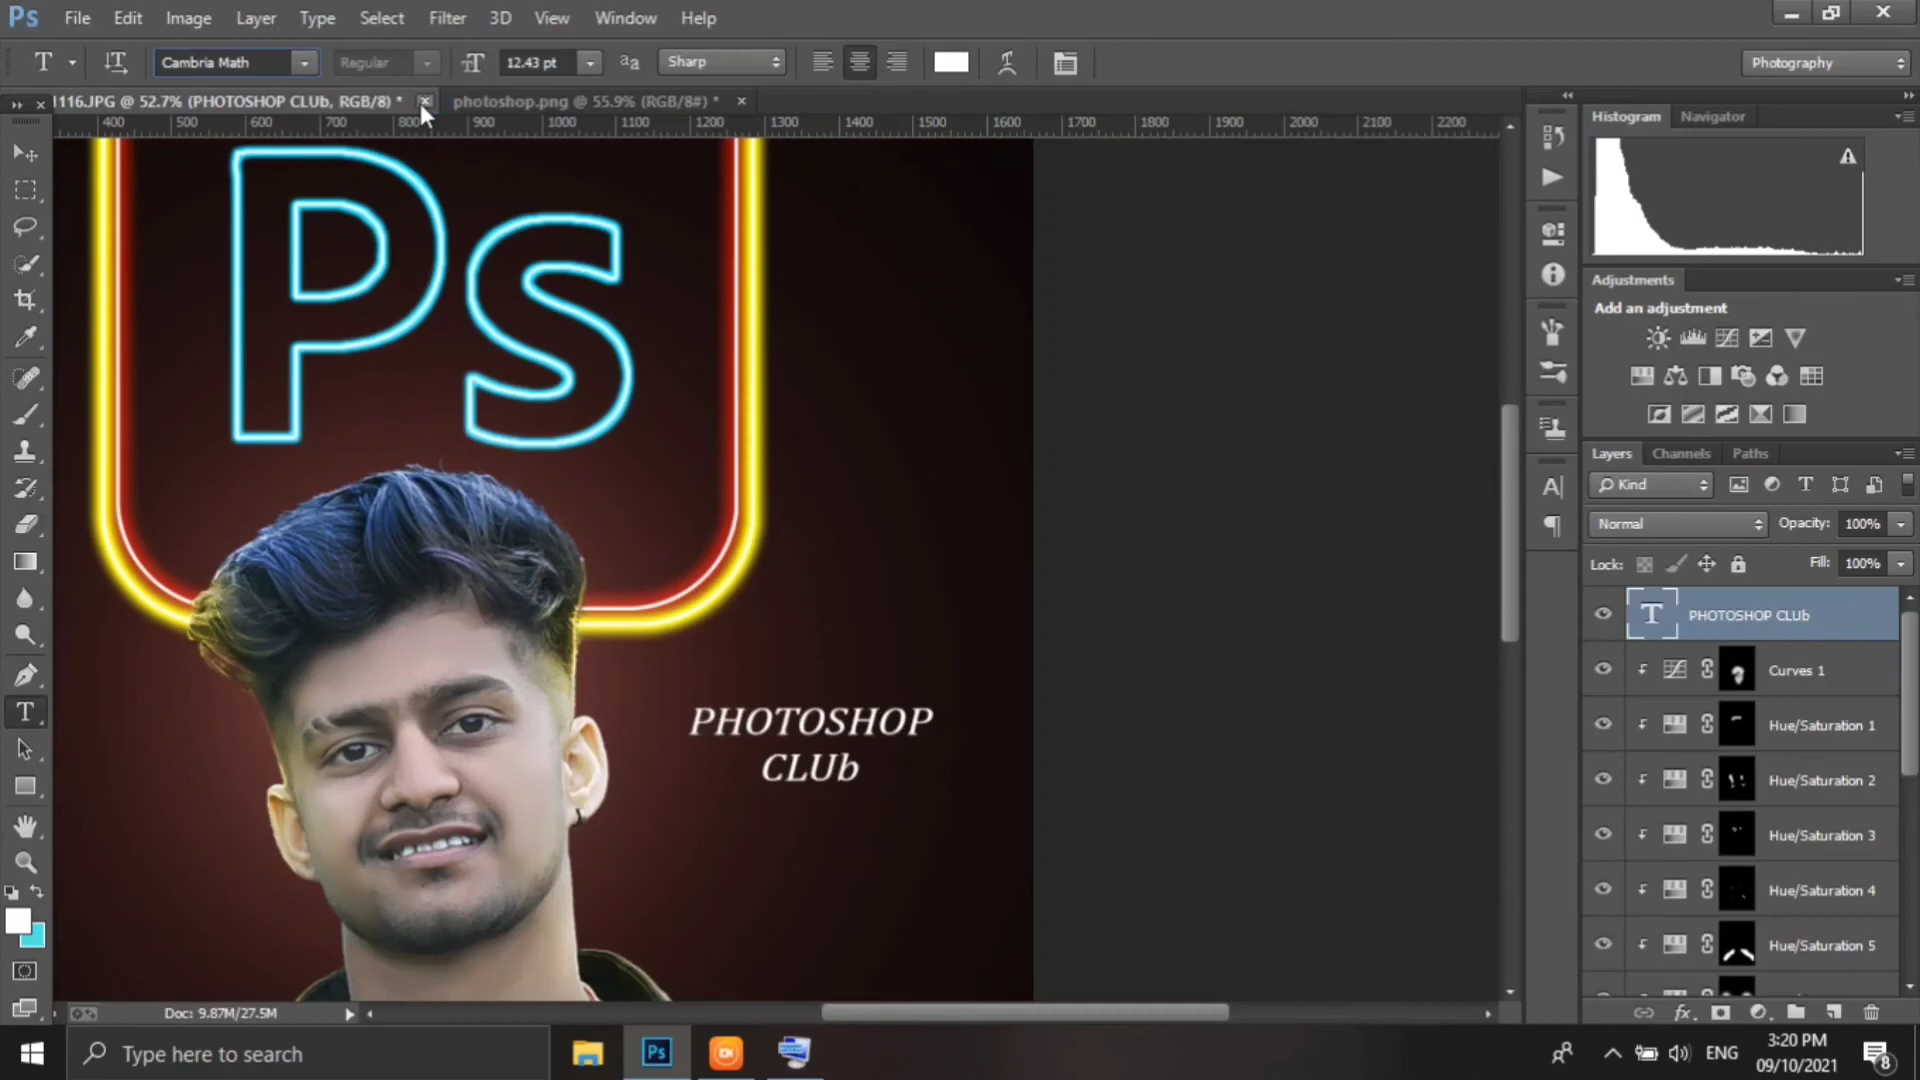 Ps File Edit Image Layer Type Select Filter 3D View Window Help
T Cambria Math Regular 12.43 pt Sharp Photography
I116.JPG @ 52.7% (PHOTOSHOP CLUb, RGB/8) * photoshop.png @ 55.9% (RGB/8#) *
400 500 600 700 800 900 1000 1100 1200 1300 1400 1500 1600 1700 1800 1900 2000 2100 2200
Histogram Navigator
Ps
Adjustments
Add an adjustment
Layers Channels Paths
Kind
Normal Opacity: 100%
Lock: Fill: 100%
PHOTOSHOP CLUb
Curves 1
Hue/Saturation 1
Hue/Saturation 2
Hue/Saturation 3
Hue/Saturation 4
Hue/Saturation 5
PHOTOSHOP
CLUb
Doc: 9.87M/27.5M
Type here to search
Ps
ENG
3:20 PM
09/10/2021
8